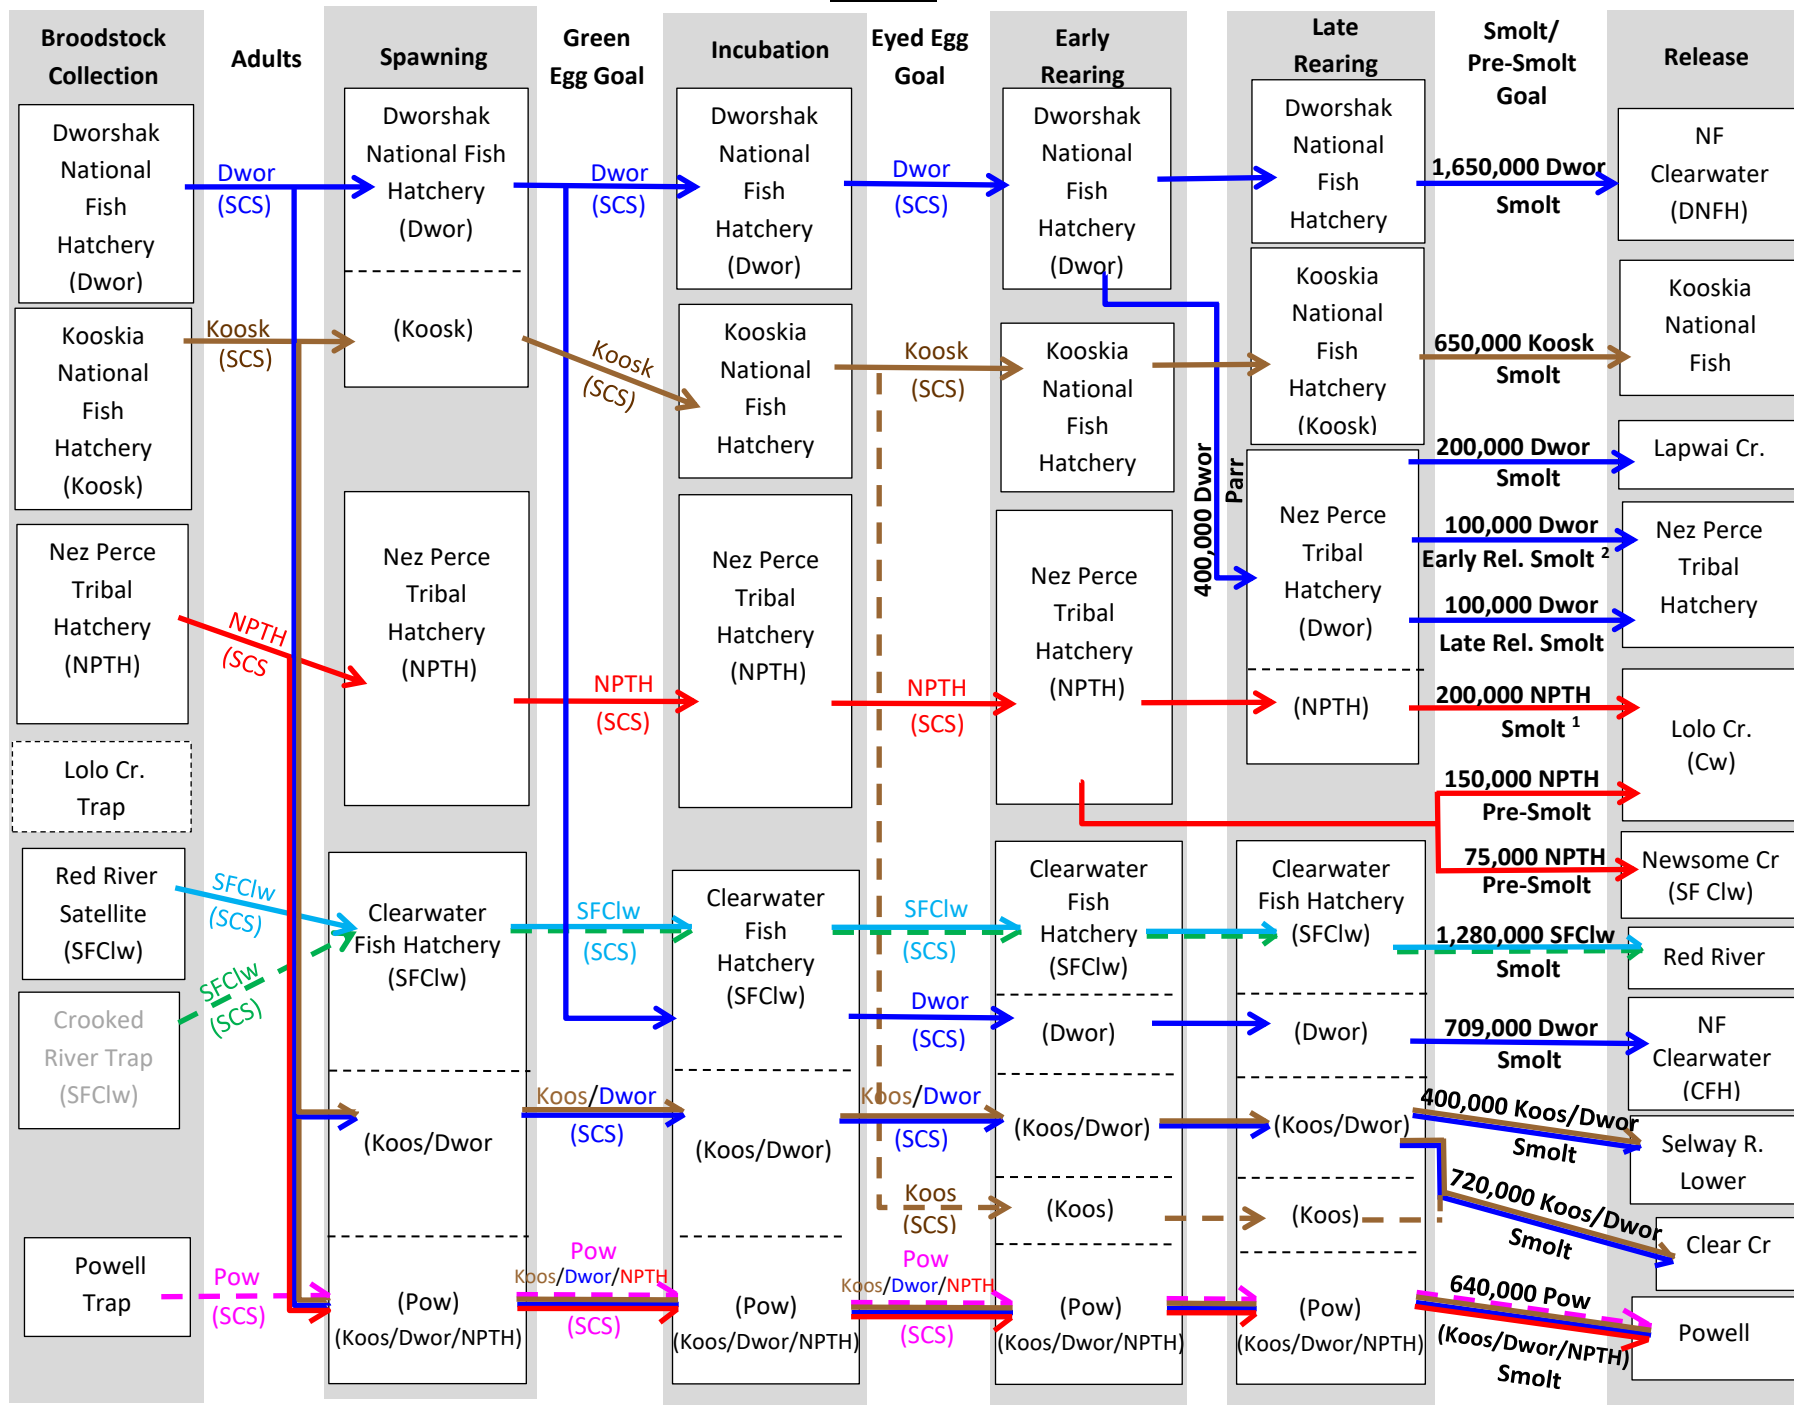 Broodstock
Collection
Adults
Spawning
Green
Egg Goal
Incubation
Eyed Egg
Goal
Early
Rearing
Late
Rearing
Smolt/
Pre-Smolt
Goal
Release
Dworshak
National
Fish
Hatchery
(Dwor)
Kooskia
National
Fish
Hatchery
(Koosk)
Nez Perce
Tribal
Hatchery
(NPTH)
Lolo Cr.
Trap
Red River
Satellite
(SFClw)
Crooked
River Trap
(SFClw)
Powell
Trap
Dwor
(SCS)
Koosk
(SCS)
NPTH
(SCS
SFClw
(SCS)
SFClw
(SCS)
Pow
(SCS)
Dworshak
National Fish
Hatchery
(Dwor)
(Koosk)
Nez Perce
Tribal
Hatchery
(NPTH)
Clearwater
Fish Hatchery
(SFClw)
(Koos/Dwor
(Pow)
(Koos/Dwor/NPTH)
Dwor
(SCS)
Koosk
(SCS)
NPTH
(SCS)
SFClw
(SCS)
Koos/Dwor
(SCS)
Pow
Koos/Dwor/NPTH
(SCS)
Dworshak
National
Fish
Hatchery
(Dwor)
Kooskia
National
Fish
Hatchery
Nez Perce
Tribal
Hatchery
(NPTH)
Clearwater
Fish
Hatchery
(SFClw)
(Koos/Dwor)
(Pow)
(Koos/Dwor/NPTH)
Dwor
(SCS)
Koosk
(SCS)
NPTH
(SCS)
SFClw
(SCS)
Dwor
(SCS)
Koos/Dwor
(SCS)
Koos
(SCS)
Pow
Koos/Dwor/NPTH
(SCS)
Dworshak
National
Fish
Hatchery
(Dwor)
Kooskia
National
Fish
Hatchery
Nez Perce
Tribal
Hatchery
(NPTH)
Clearwater
Fish
Hatchery
(SFClw)
(Dwor)
(Koos/Dwor)
(Koos)
(Pow)
(Koos/Dwor/NPTH)
400,000 Dwor
Parr
Dworshak
National
Fish
Hatchery
Kooskia
National
Fish
Hatchery
(Koosk)
Nez Perce
Tribal
Hatchery
(Dwor)
(NPTH)
Clearwater
Fish Hatchery
(SFClw)
(Dwor)
(Koos/Dwor)
(Koos)
(Pow)
(Koos/Dwor/NPTH)
1,650,000 Dwor
Smolt
650,000 Koosk
Smolt
200,000 Dwor
Smolt
100,000 Dwor
Early Rel. Smolt 2
100,000 Dwor
Late Rel. Smolt
200,000 NPTH
Smolt 1
150,000 NPTH
Pre-Smolt
75,000 NPTH
Pre-Smolt
1,280,000 SFClw
Smolt
709,000 Dwor
Smolt
400,000 Koos/Dwor
Smolt
720,000 Koos/Dwor
Smolt
640,000 Pow
(Koos/Dwor/NPTH)
Smolt
NF
Clearwater
(DNFH)
Kooskia
National
Fish
Lapwai Cr.
Nez Perce
Tribal
Hatchery
Lolo Cr.
(Cw)
Newsome Cr
(SF Clw)
Red River
NF
Clearwater
(CFH)
Selway R.
Lower
Clear Cr
Powell